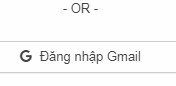 - OR -
Đăng nhập Gmail